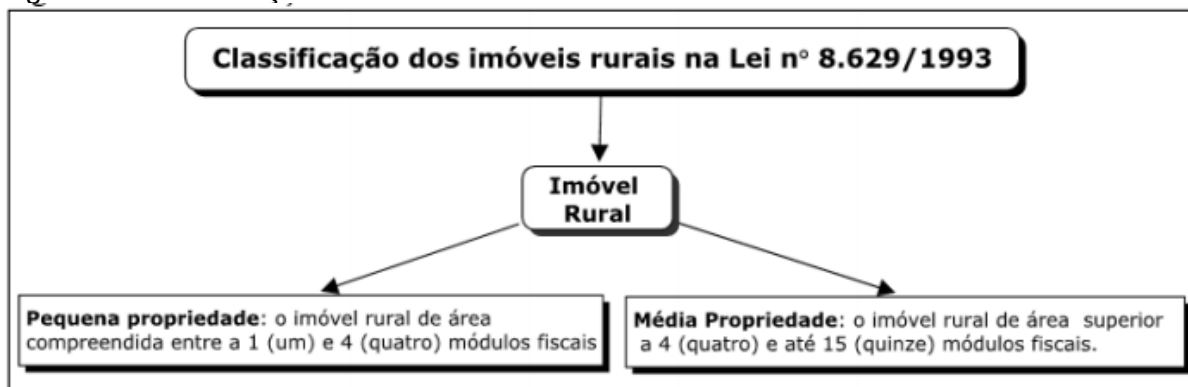 Classificação dos imóveis rurais na Lei nº 8.629/1993
Imóvel
Rural
Pequena propriedade: o imóvel rural de área
compreendida entre a 1 (um) e 4 (quatro) módulos fiscais
Média Propriedade: o imóvel rural de área superior
a 4 (quatro) e até 15 (quinze) módulos fiscais.